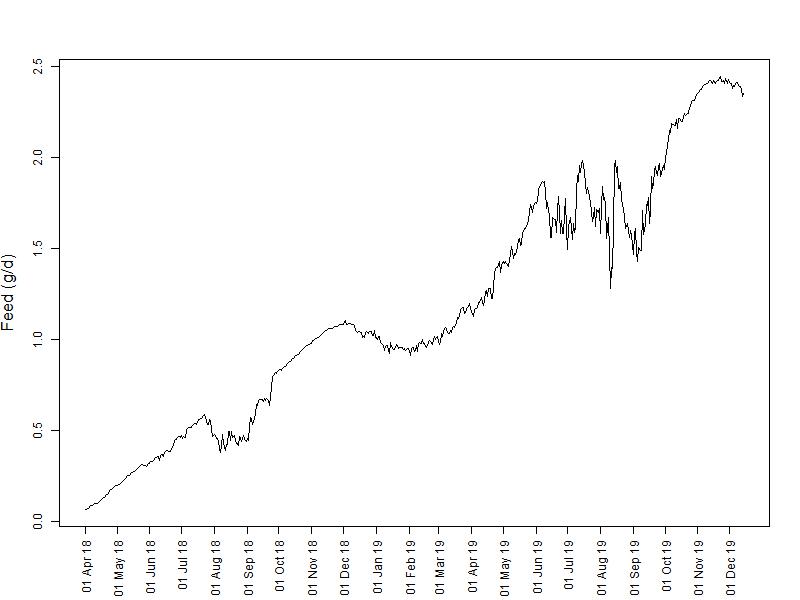 Feed (g/d)
2.5
2.0
1.5
1.0
0.5
0.0
01 Apr 18
01 May 18
01 Jun 18
01 Jul 18
01 Aug 18
01 Sep 18
01 Oct 18
01 Nov 18
01 Dec 18
01 Jan 19
01 Feb 19
01 Mar 19
01 Apr 19
01 May 19
01 Jun 19
01 Jul 19
01 Aug 19
01 Sep 19
01 Oct 19
01 Nov 19
01 Dec 19